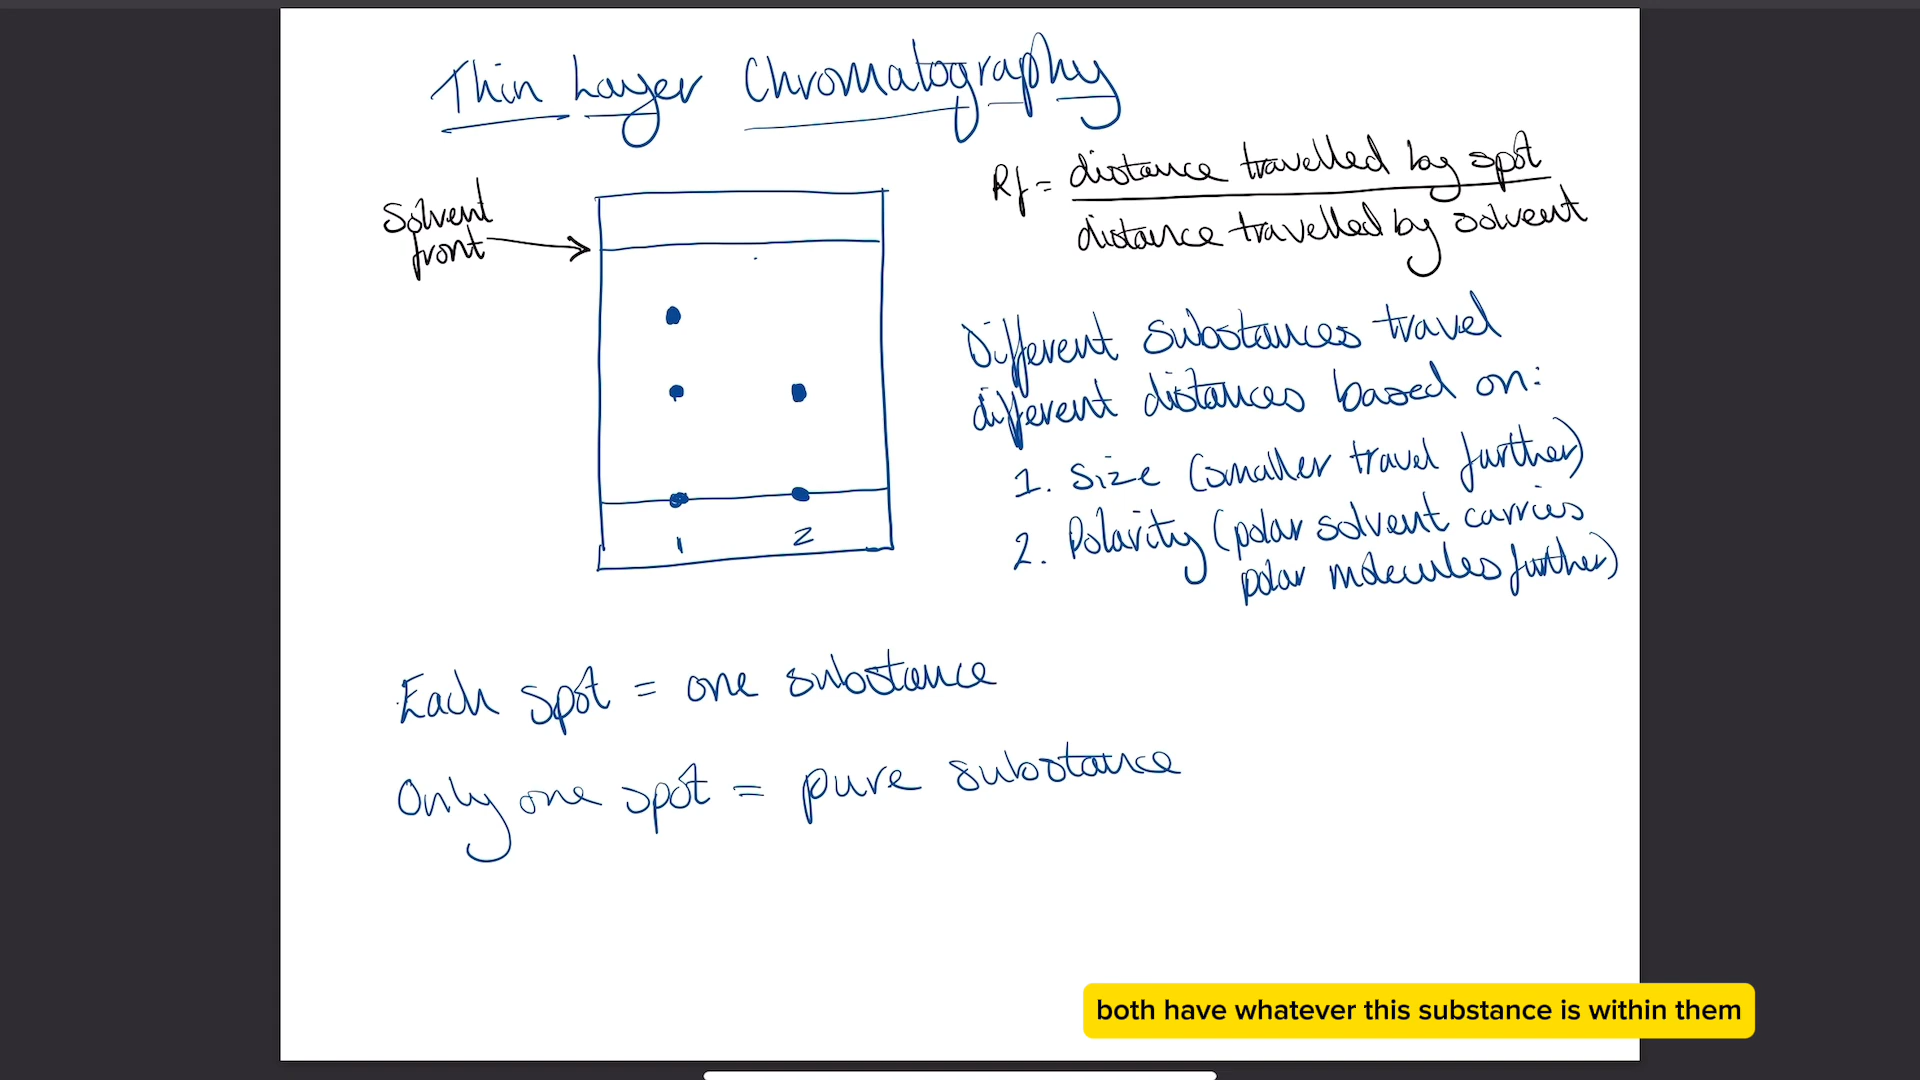 Thin Layer Chromatography
Rf = distance travelled by spot
distance travelled by solvent
Solvent
front
Different substances travel
different distances based on:
1. Size (smaller travel further)
2. Polarity (polar solvent carries
polar molecules further)
1 2
Each spot = one substance
Only one spot = pure substance
both have whatever this substance is within them